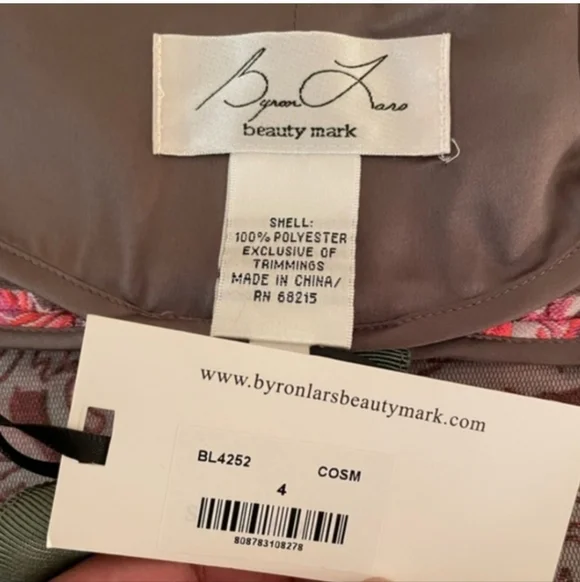 Byron Lars
beauty mark
SHELL:
100% POLYESTER
EXCLUSIVE OF
TRIMMINGS
MADE IN CHINA/
RN 68215
www.byronlarsbeautymark.com
BL4252 COSM
4
808783108278